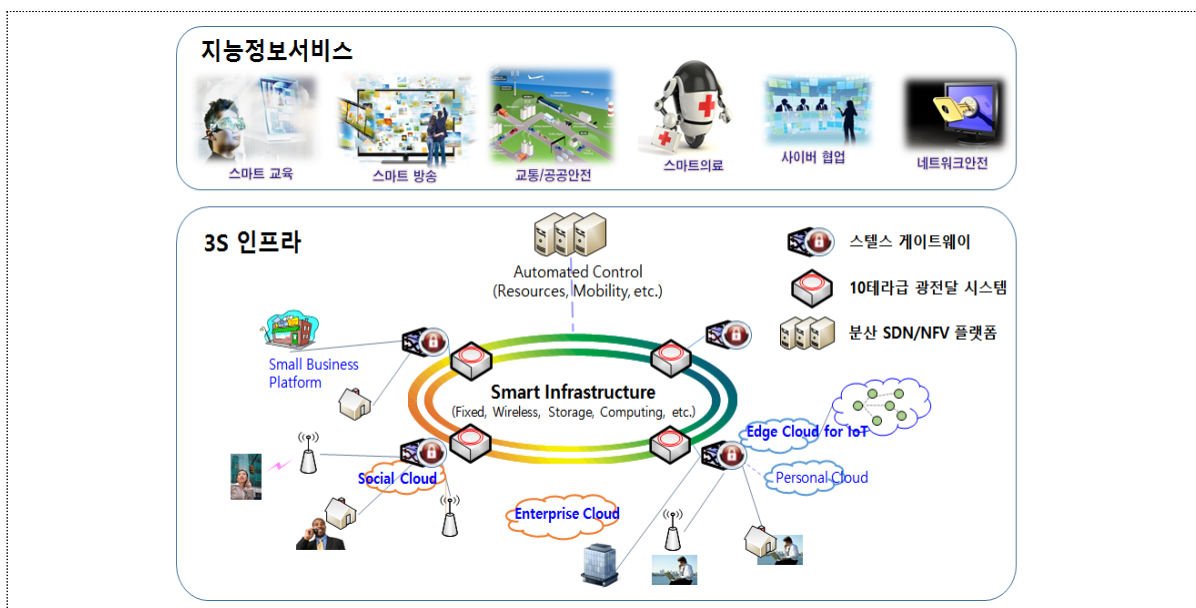 지능정보서비스
스마트 교육
스마트 방송
교통/공공안전
스마트의료
사이버 협업
네트워크안전
3S 인프라
Automated Control
(Resources, Mobility, etc.)
스텔스 게이트웨이
10테라급 광전달 시스템
분산 SDN/NFV 플랫폼
Small Business
Platform
Smart Infrastructure
(Fixed, Wireless, Storage, Computing, etc.)
Edge Cloud for IoT
Social Cloud
Personal Cloud
Enterprise Cloud